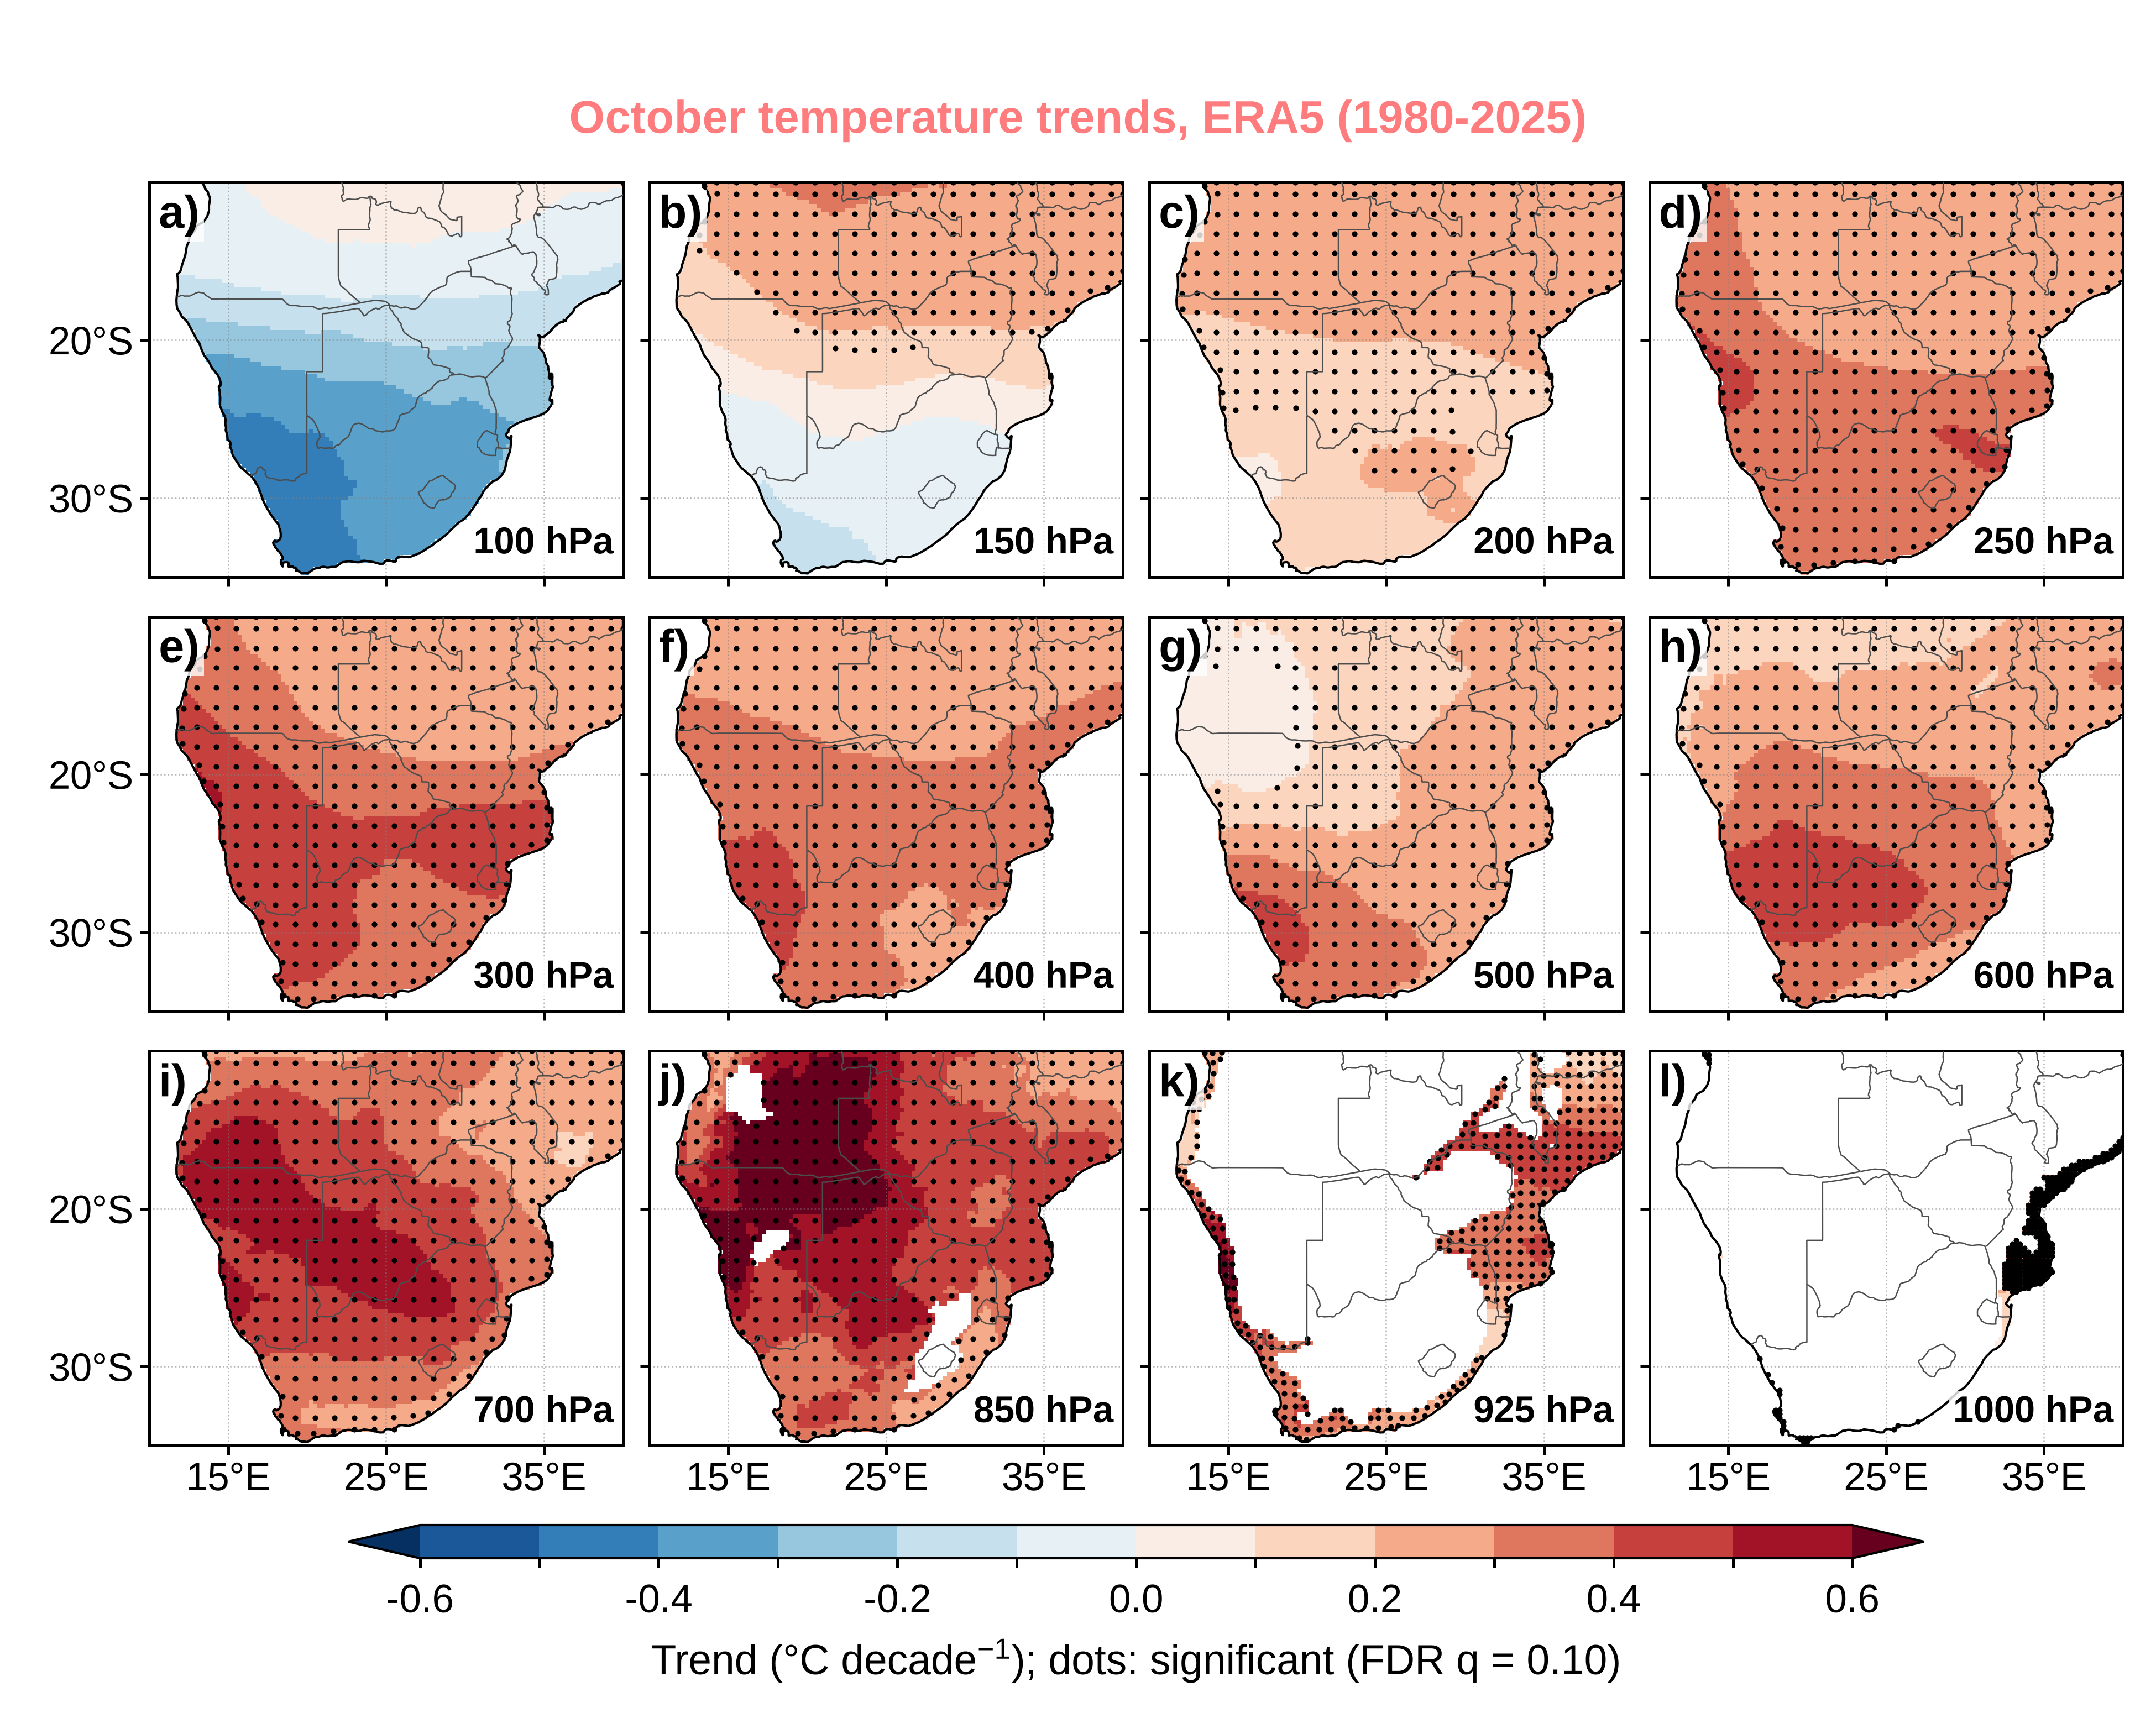 October temperature trends, ERA5 (1980-2025)
a) b) c) d)
20°S
30°S
100 hPa 150 hPa 200 hPa 250 hPa
e) f) g) h)
20°S
30°S
300 hPa 400 hPa 500 hPa 600 hPa
i) j) k) l)
20°S
30°S
700 hPa 850 hPa 925 hPa 1000 hPa
15°E 25°E 35°E 15°E 25°E 35°E 15°E 25°E 35°E 15°E 25°E 35°E
-0.6 -0.4 -0.2 0.0 0.2 0.4 0.6
Trend (°C decade⁻¹); dots: significant (FDR q = 0.10)